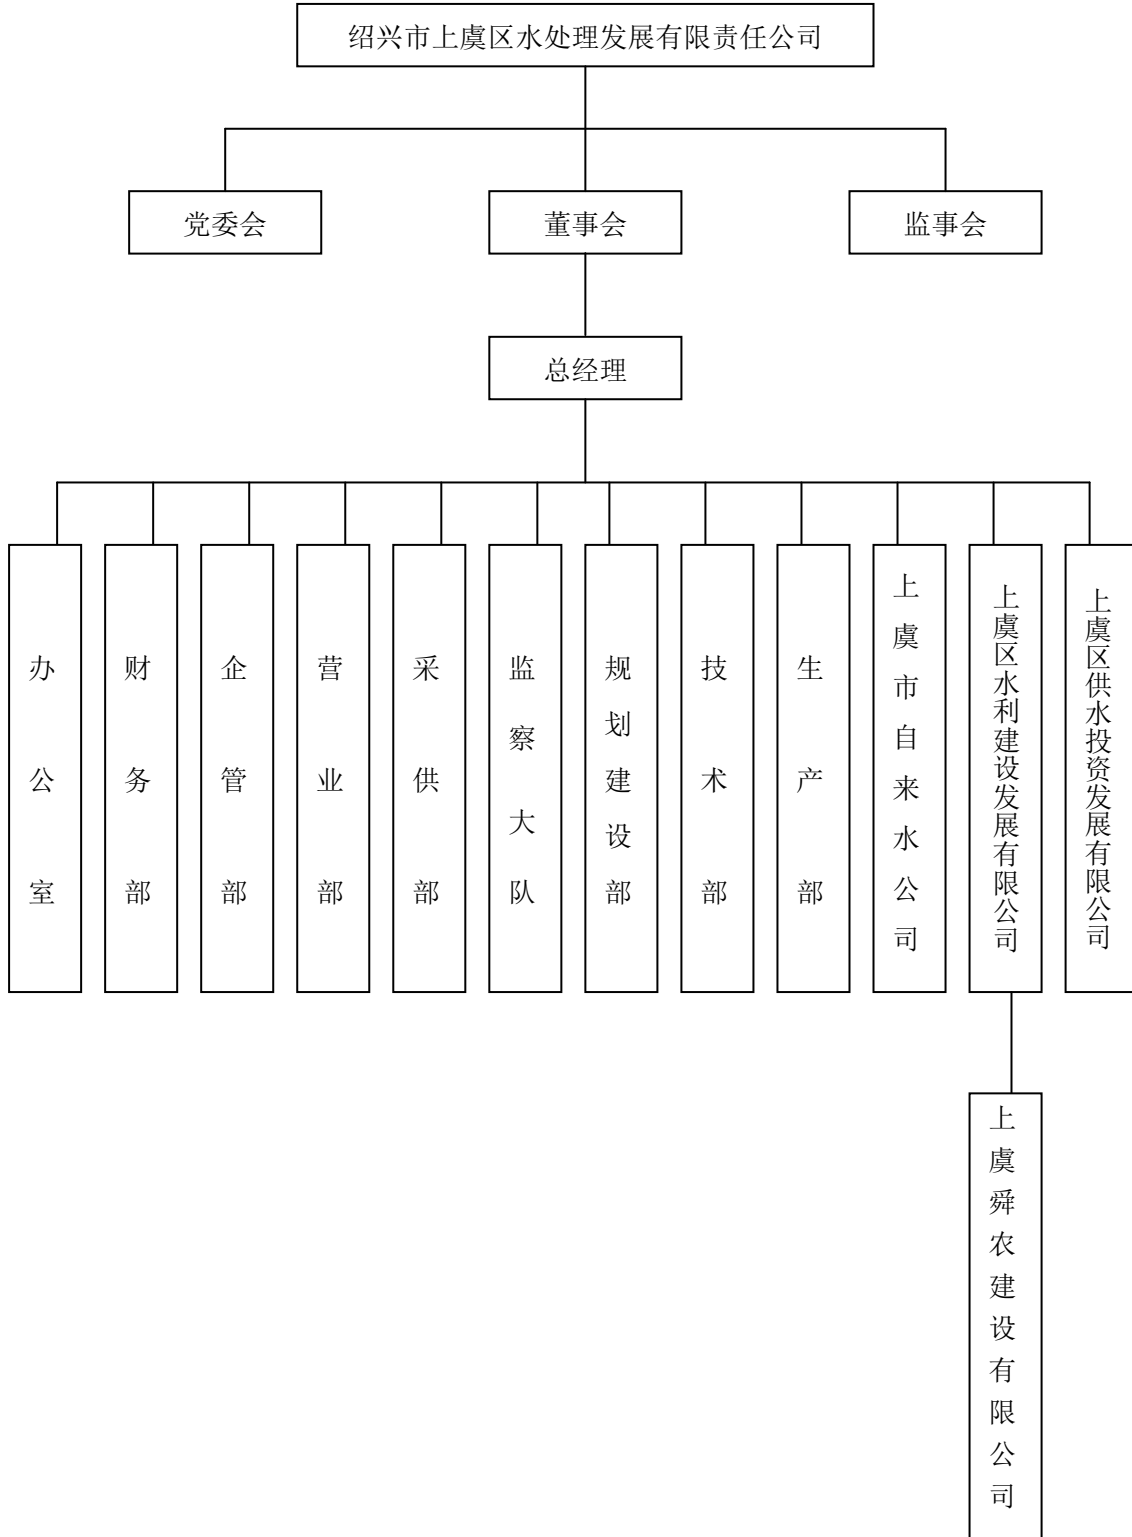 绍兴市上虞区水处理发展有限责任公司
党委会
董事会
监事会
总经理
办公室
财务部
企管部
营业部
采供部
监察大队
规划建设部
技术部
生产部
上虞市自来水公司
上虞区水利建设发展有限公司
上虞区供水投资发展有限公司
上虞舜农建设有限公司